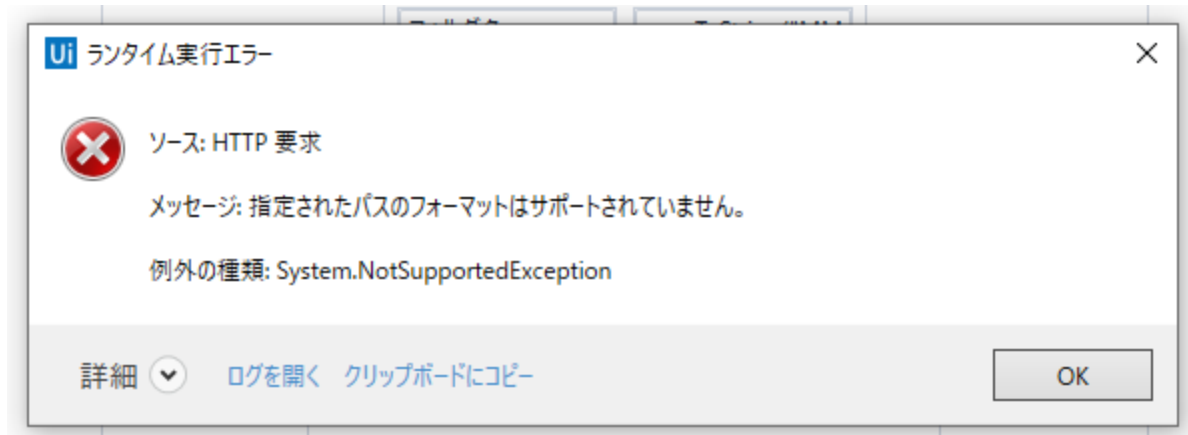 Ui ランタイム実行エラー
ソース: HTTP 要求
メッセージ: 指定されたパスのフォーマットはサポートされていません。
例外の種類: System.NotSupportedException
詳細 ログを開く クリップボードにコピー OK